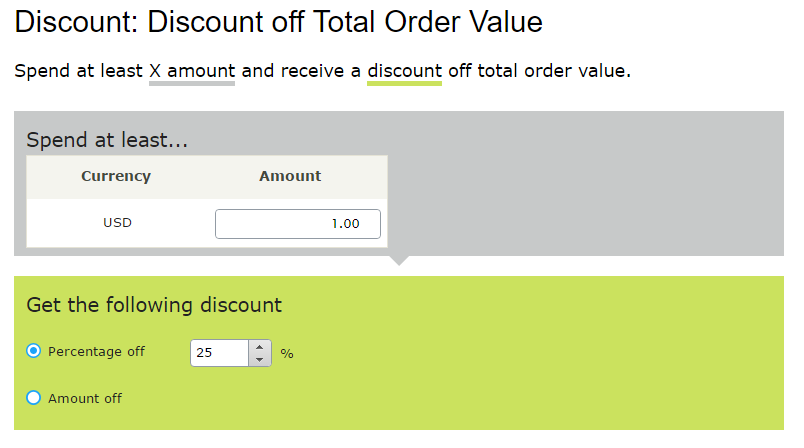 Discount: Discount off Total Order Value
Spend at least X amount and receive a discount off total order value.
Spend at least...
Currency Amount
USD 1.00
Get the following discount
Percentage off 25 %
Amount off